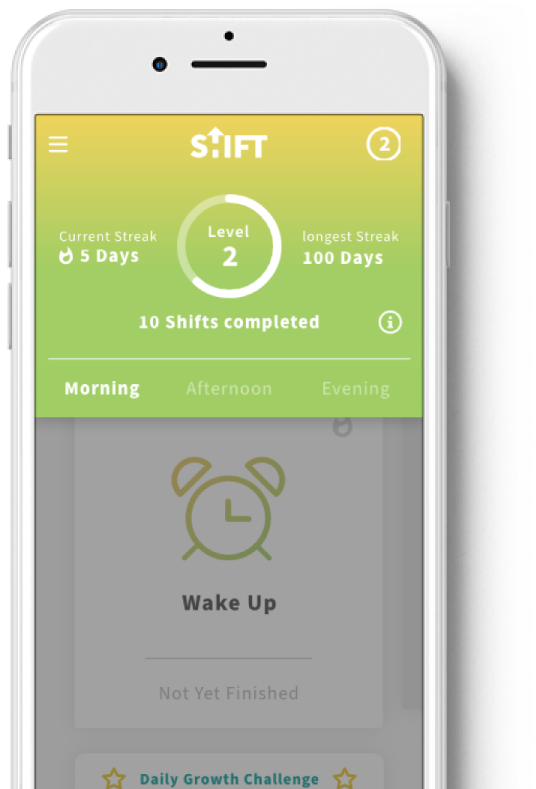 SHIFT
2
Current Streak
5 Days
Level
2
longest Streak
100 Days
10 Shifts completed
Morning Afternoon Evening
Wake Up
Not Yet Finished
Daily Growth Challenge